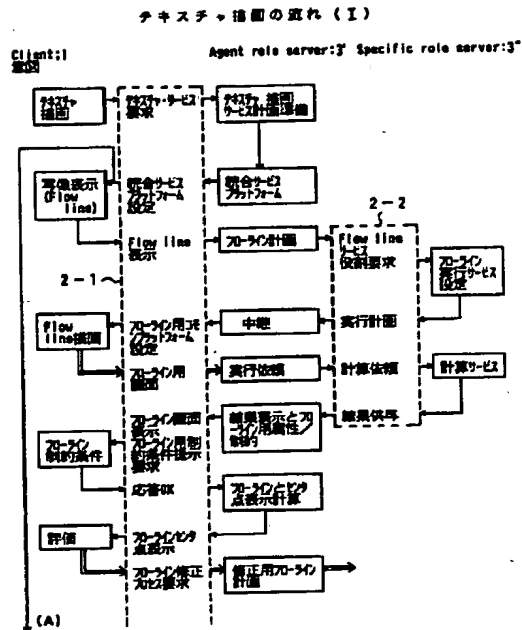 テキスチャ描画の流れ (I)
Client:1
意図
Agent role server:3' Specific role server:3"
テキスチャ
描画
テキスチャ・サービス
要求
テキスチャ 描画
サービス計画準備
写像表示
(Flow
line)
統合サービス
プラットフォーム
設定
統合サービス
プラットフォーム
2-2
Flow line
表示
フローライン計画
Flow line
サービス
役割要求
フローライン
実行サービス
設定
2-1
Flow
line描画
フローライン用コモ
ンプラットフォーム
設定
中継
実行計画
フローライン用
画面
実行依頼
計算依頼
計算サービス
フローライン画面
表示
フローライン用制
約条件提示
要求
結果表示とフロ
ーライン用属性/
制約
結果供与
フローライン
制約条件
応答OK
フローラインとセンタ
点表示計算
評価
フローラインセンタ
点表示
フローライン修正
プロセス要求
修正用フローライン
計画
(A)